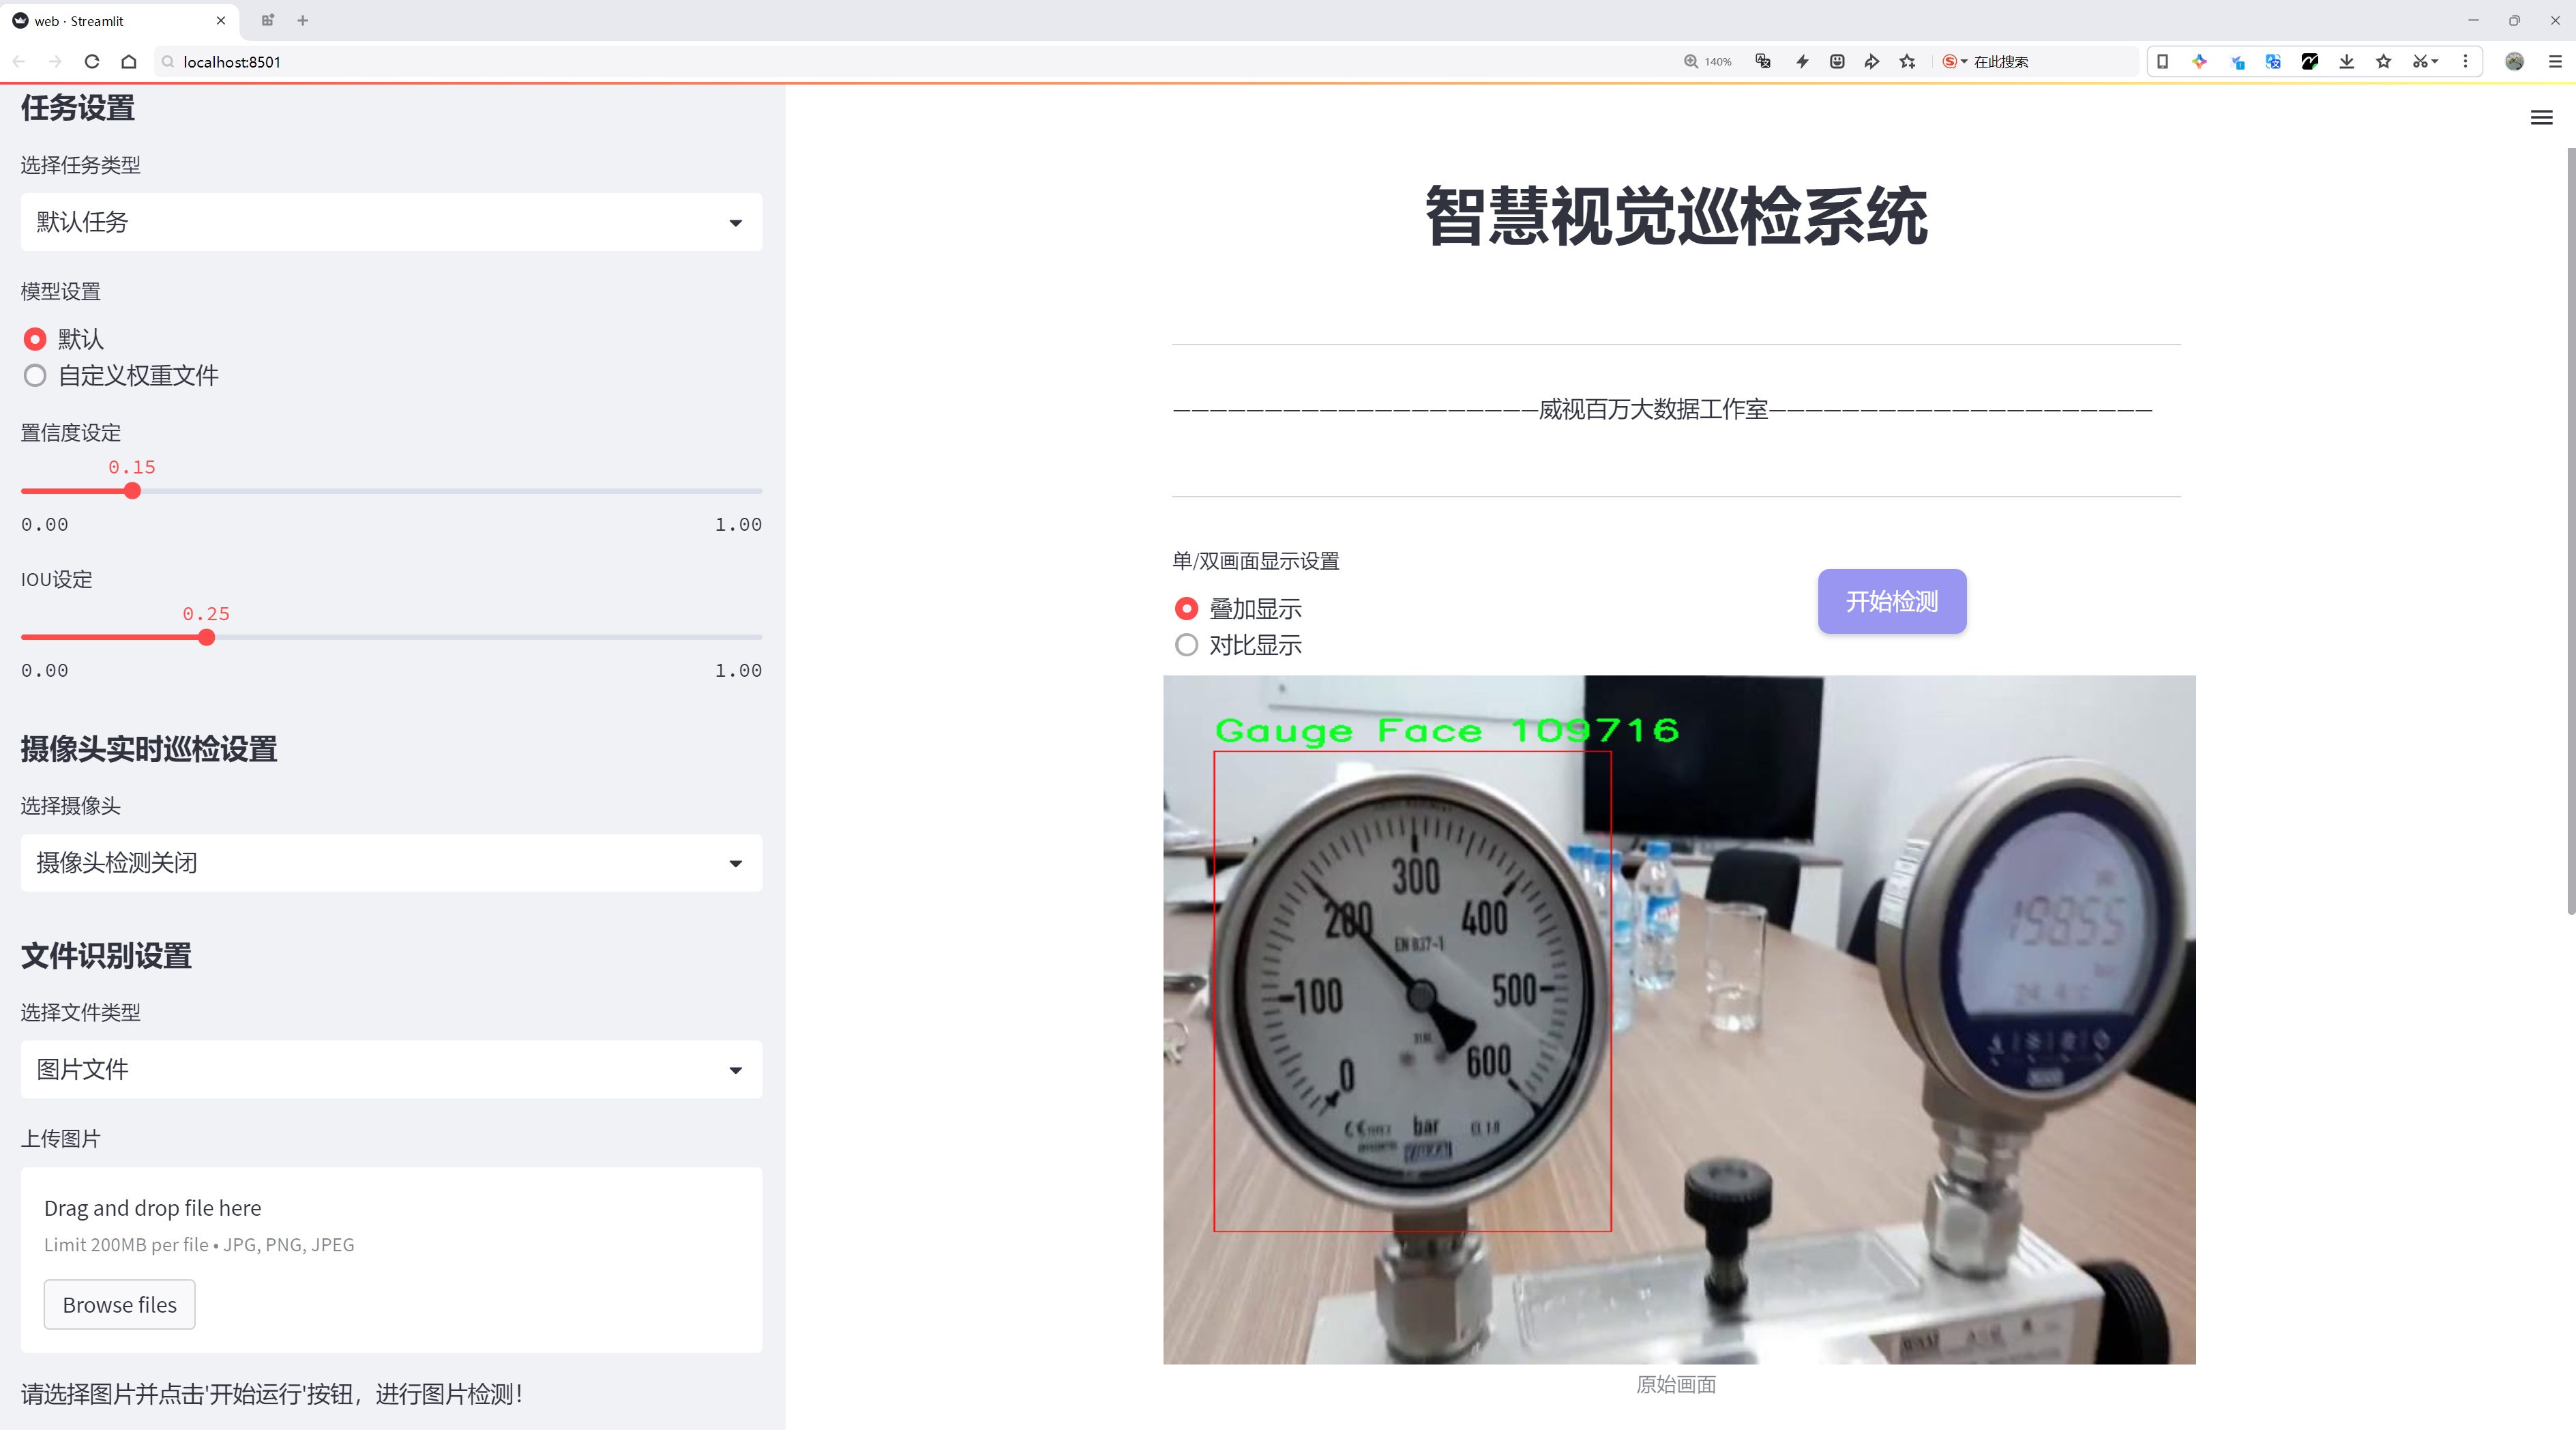 web · Streamlit
localhost:8501
140%
在此搜索
任务设置
选择任务类型
默认任务
模型设置
默认
自定义权重文件
置信度设定
0.15
0.00
1.00
IOU设定
0.25
0.00
1.00
摄像头实时巡检设置
选择摄像头
摄像头检测关闭
文件识别设置
选择文件类型
图片文件
上传图片
Drag and drop file here
Limit 200MB per file • JPG, PNG, JPEG
Browse files
请选择图片并点击'开始运行'按钮，进行图片检测！
智慧视觉巡检系统
————————————————————威视百万大数据工作室—————————————————————
单/双画面显示设置
叠加显示
对比显示
开始检测
Gauge Face 109716
300
200
400
EN 837-1
100
500
0
600
bar
198.55
原始画面